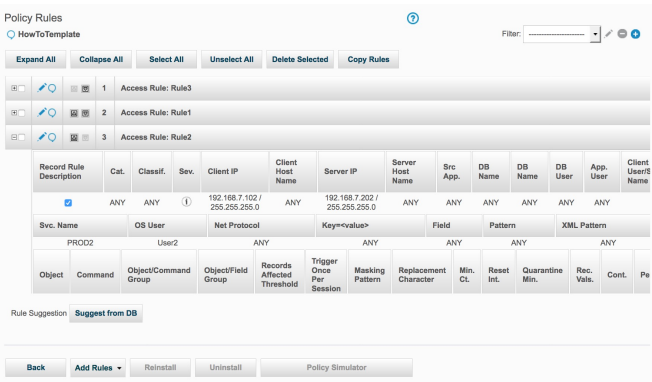 Policy Rules
HowToTemplate
Filter: ----------------------
Expand All Collapse All Select All Unselect All Delete Selected Copy Rules
1 Access Rule: Rule3
2 Access Rule: Rule1
3 Access Rule: Rule2
Record Rule Description Cat. Classif. Sev. Client IP Client Host Name Server IP Server Host Name Src App. DB Name DB Name DB User App. User Client User/S Name
ANY ANY 192.168.7.102 / 255.255.255.0 ANY 192.168.7.202 / 255.255.255.0 ANY ANY ANY ANY ANY ANY ANY
Svc. Name OS User Net Protocol Key=<value> Field Pattern XML Pattern
PROD2 User2 ANY ANY ANY ANY ANY
Object Command Object/Command Group Object/Field Group Records Affected Threshold Trigger Once Per Session Masking Pattern Replacement Character Min. Ct. Reset Int. Quarantine Min. Rec. Vals. Cont. Pe
Rule Suggestion Suggest from DB
Back Add Rules Reinstall Uninstall Policy Simulator